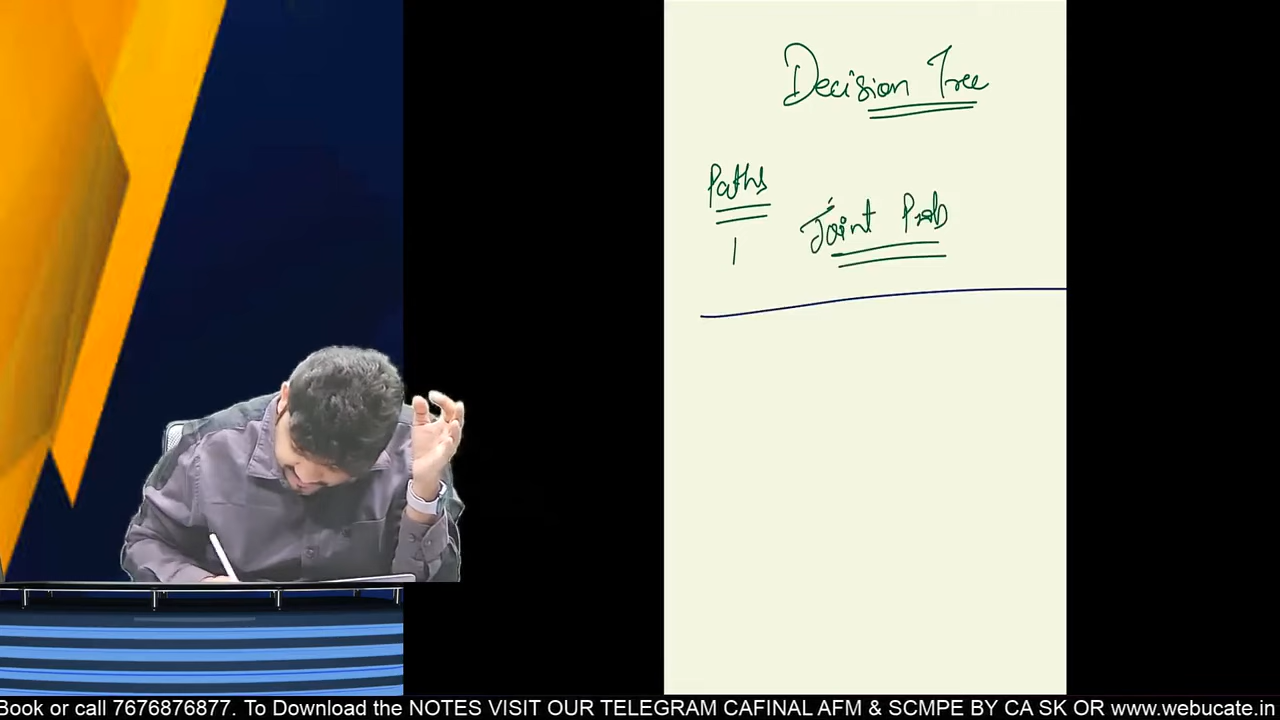 Decision Tree
Paths
Joint Prob
1
Book or call 7676876877. To Download the NOTES VISIT OUR TELEGRAM CAFINAL AFM & SCMPE BY CA SK OR www.webucate.in